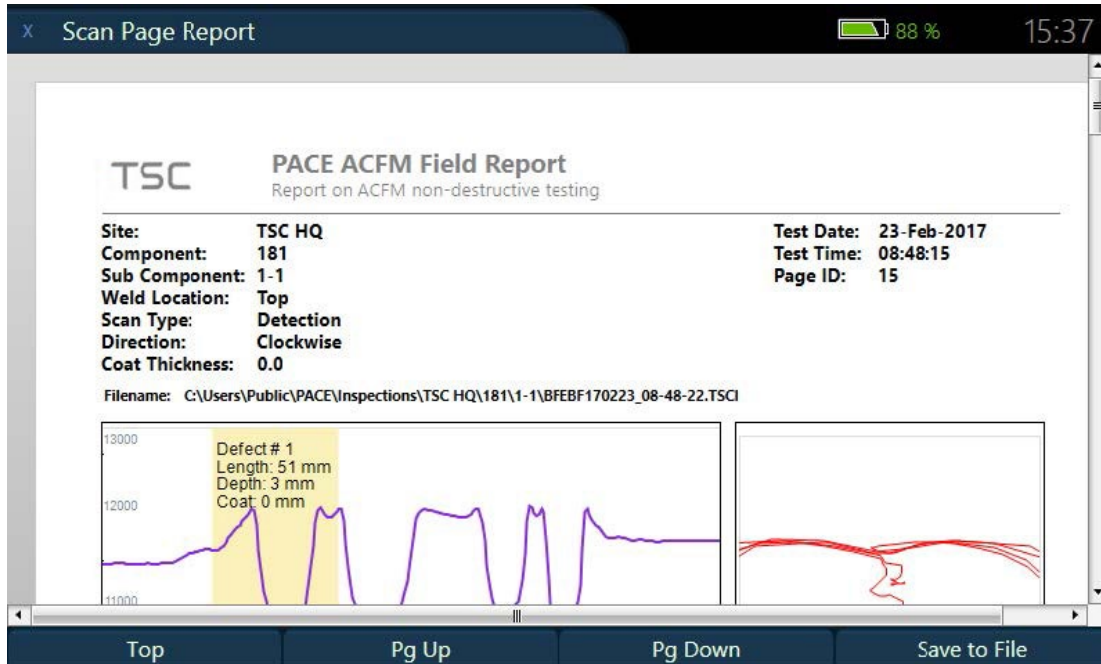 x Scan Page Report 88 % 15:37
TSC
PACE ACFM Field Report
Report on ACFM non-destructive testing
Site: TSC HQ
Component: 181
Sub Component: 1-1
Weld Location: Top
Scan Type: Detection
Direction: Clockwise
Coat Thickness: 0.0
Test Date: 23-Feb-2017
Test Time: 08:48:15
Page ID: 15
Filename: C:\Users\Public\PACE\Inspections\TSC HQ\181\1-1\BFEBF170223_08-48-22.TSCI
13000
12000
11000
Defect # 1
Length: 51 mm
Depth: 3 mm
Coat: 0 mm
Top Pg Up Pg Down Save to File